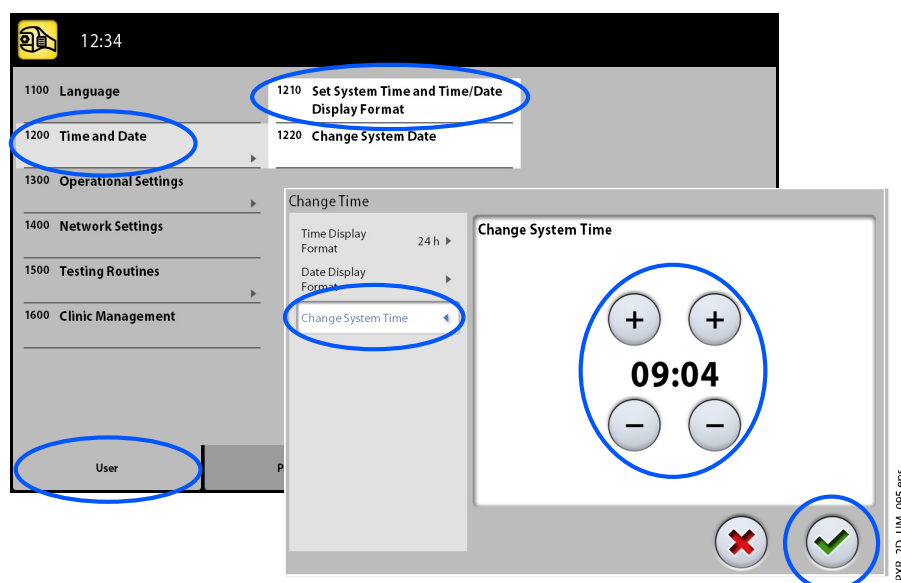 12:34
1100 Language
1200 Time and Date
1300 Operational Settings
1400 Network Settings
1500 Testing Routines
1600 Clinic Management
User
P
1210 Set System Time and Time/Date
Display Format
1220 Change System Date
Change Time
Time Display
Format
24 h
Date Display
Format
Change System Time
Change System Time
+ +
09:04
− −